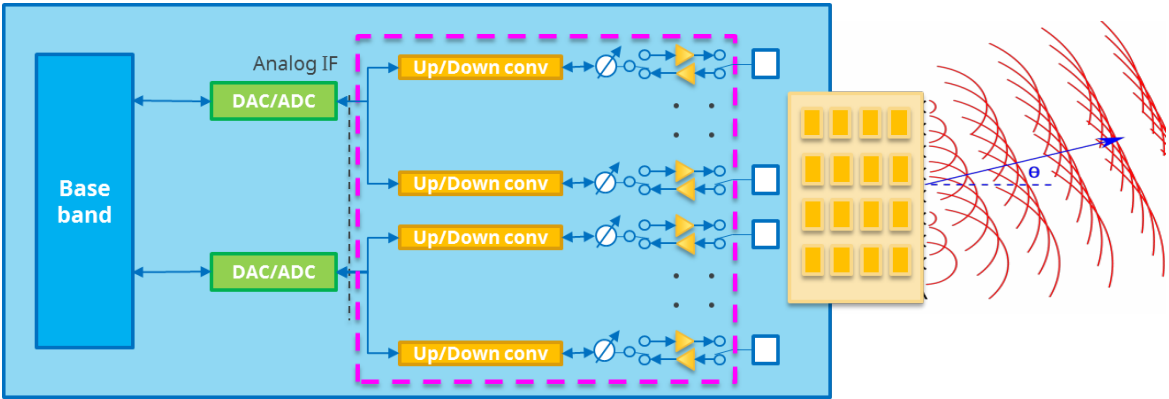 Analog IF
Up/Down conv
DAC/ADC
Up/Down conv
Base
band
Up/Down conv
DAC/ADC
Up/Down conv
θ